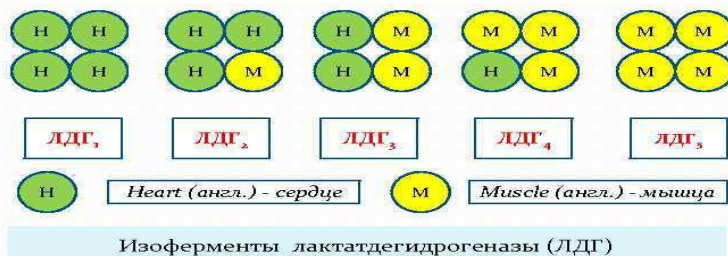 Н Н Н Н Н М М М М М
Н Н Н М Н М Н М М М
ЛДГ₁ ЛДГ₂ ЛДГ₃ ЛДГ₄ ЛДГ₅
Н Heart (англ.) - сердце М Muscle (англ.) - мышца
Изоферменты лактатдегидрогеназы (ЛДГ)